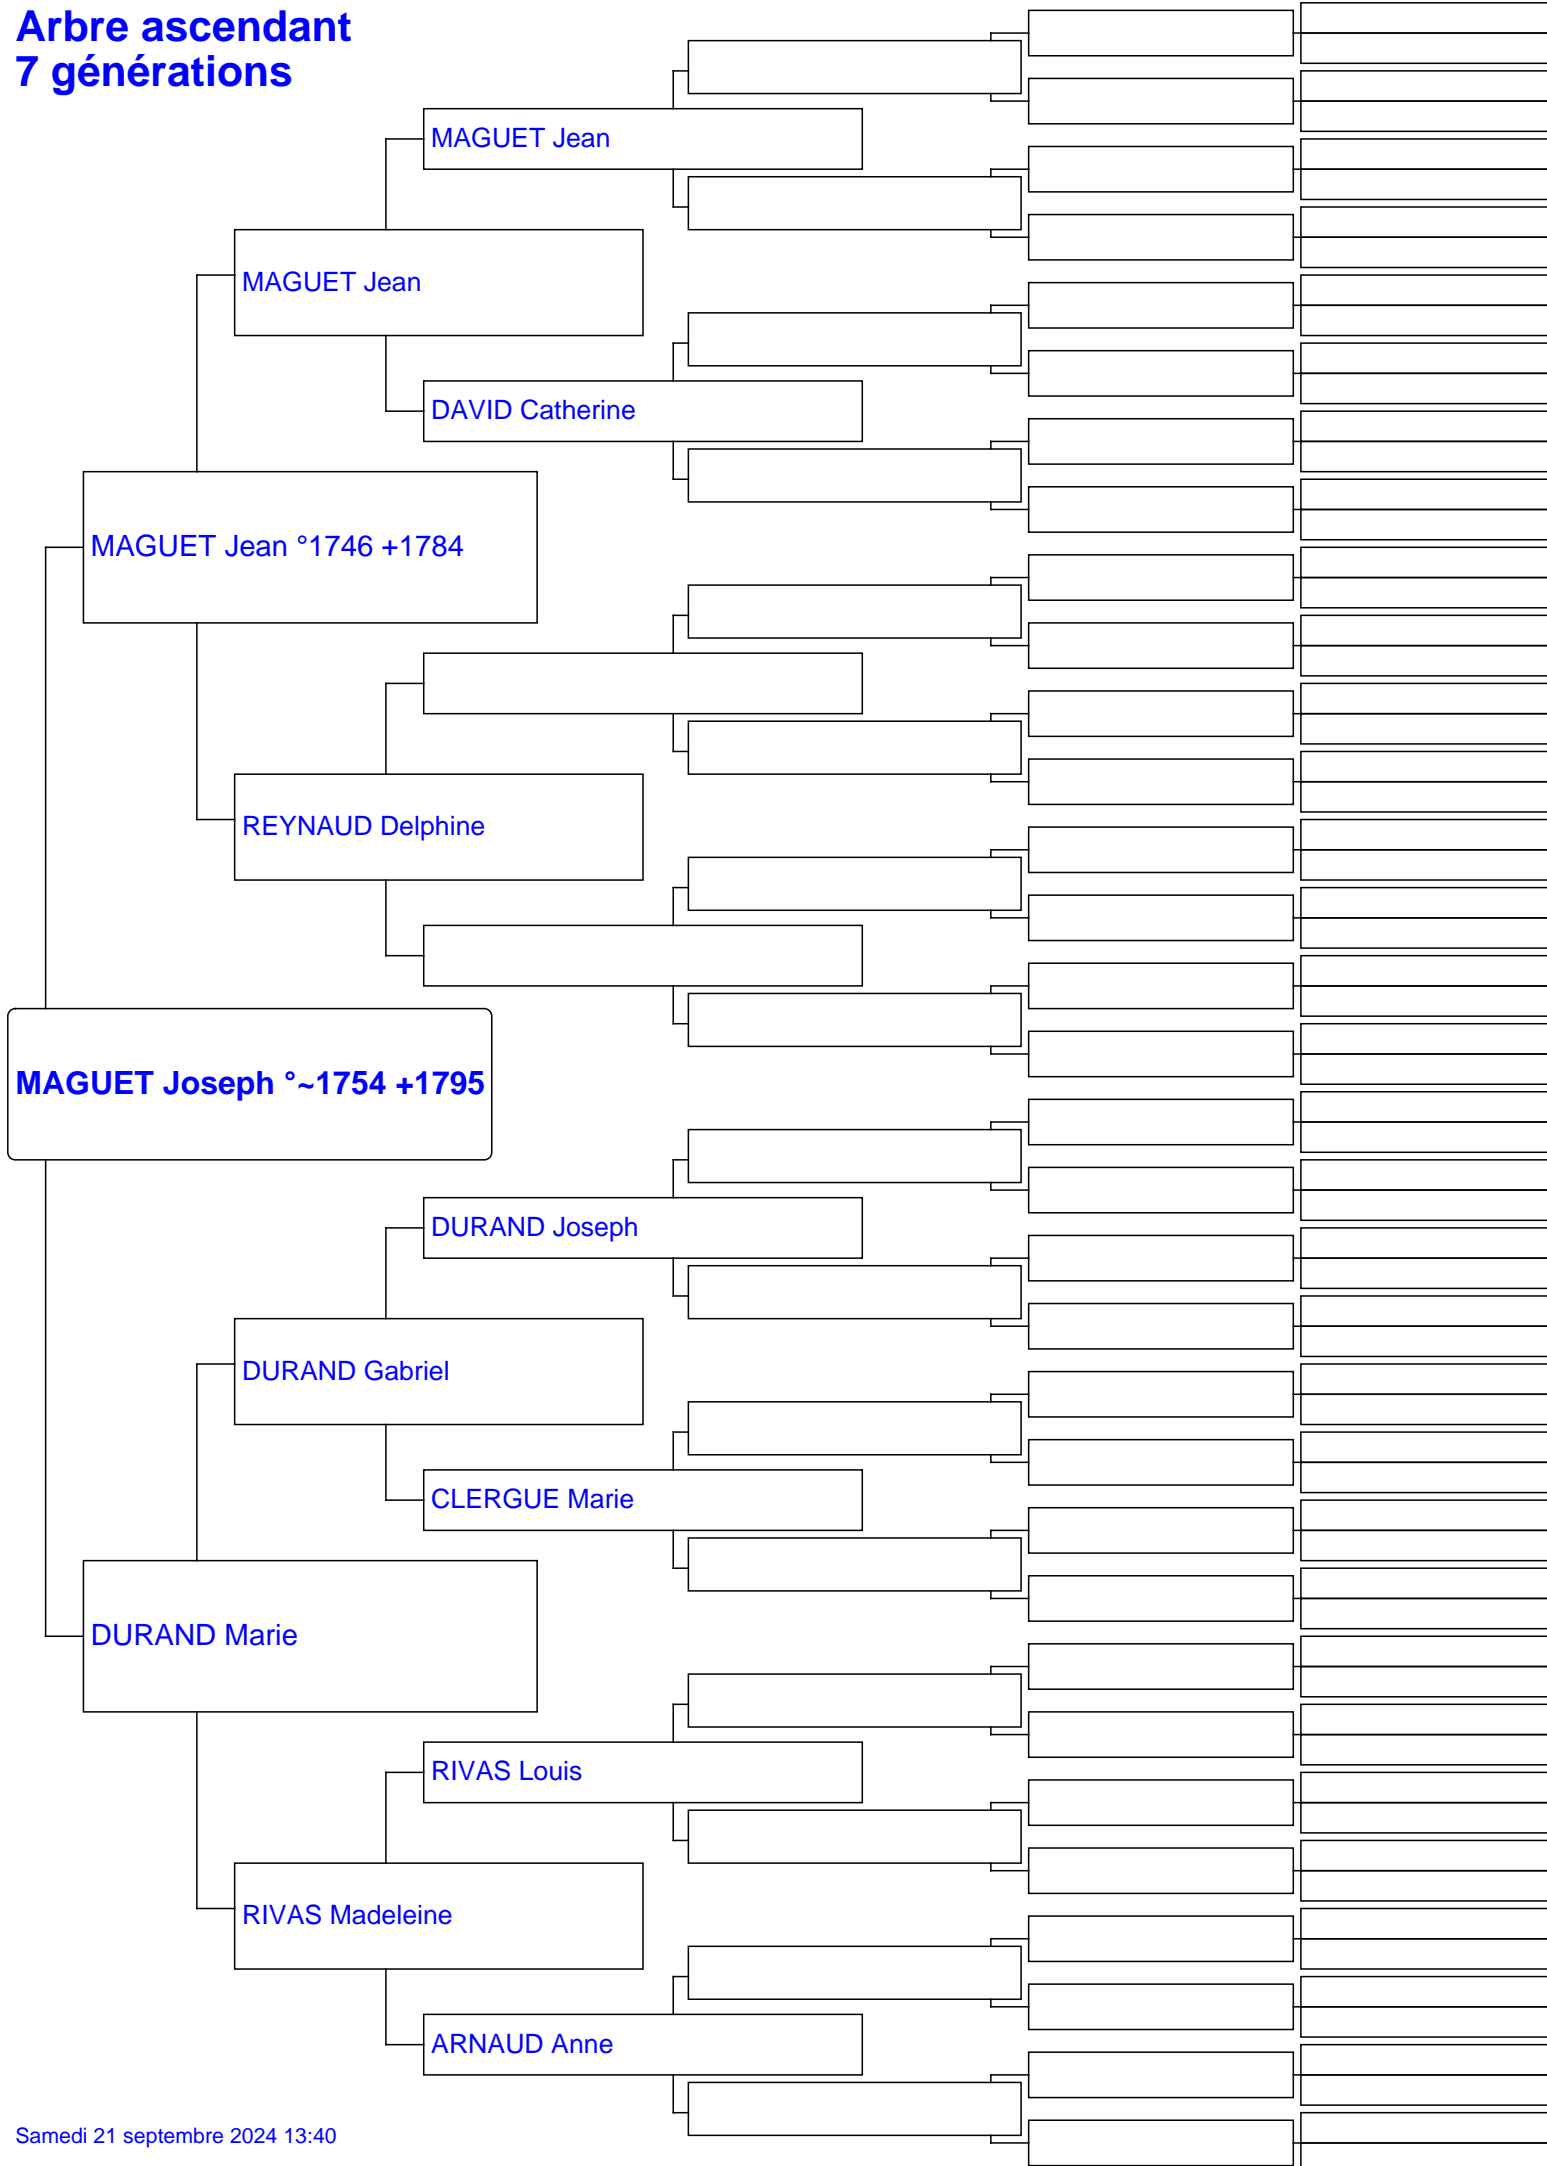 Arbre ascendant
7 générations
MAGUET Jean
MAGUET Jean
DAVID Catherine
MAGUET Jean °1746 +1784
REYNAUD Delphine
MAGUET Joseph °~1754 +1795
DURAND Joseph
DURAND Gabriel
CLERGUE Marie
DURAND Marie
RIVAS Louis
RIVAS Madeleine
ARNAUD Anne
Samedi 21 septembre 2024 13:40